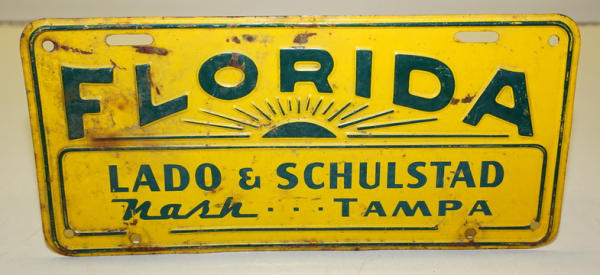 FLORIDA
LADO & SCHULSTAD
Nash ··· TAMPA